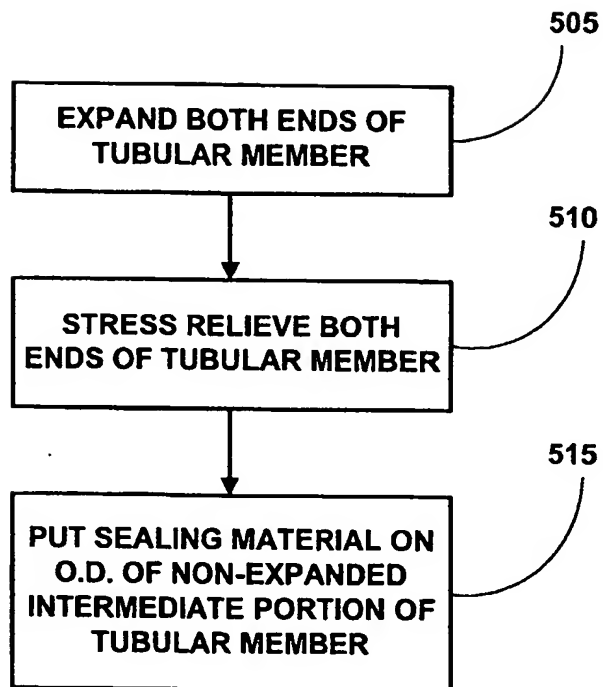 505
EXPAND BOTH ENDS OF
TUBULAR MEMBER
510
STRESS RELIEVE BOTH
ENDS OF TUBULAR MEMBER
515
PUT SEALING MATERIAL ON
O.D. OF NON-EXPANDED
INTERMEDIATE PORTION OF
TUBULAR MEMBER